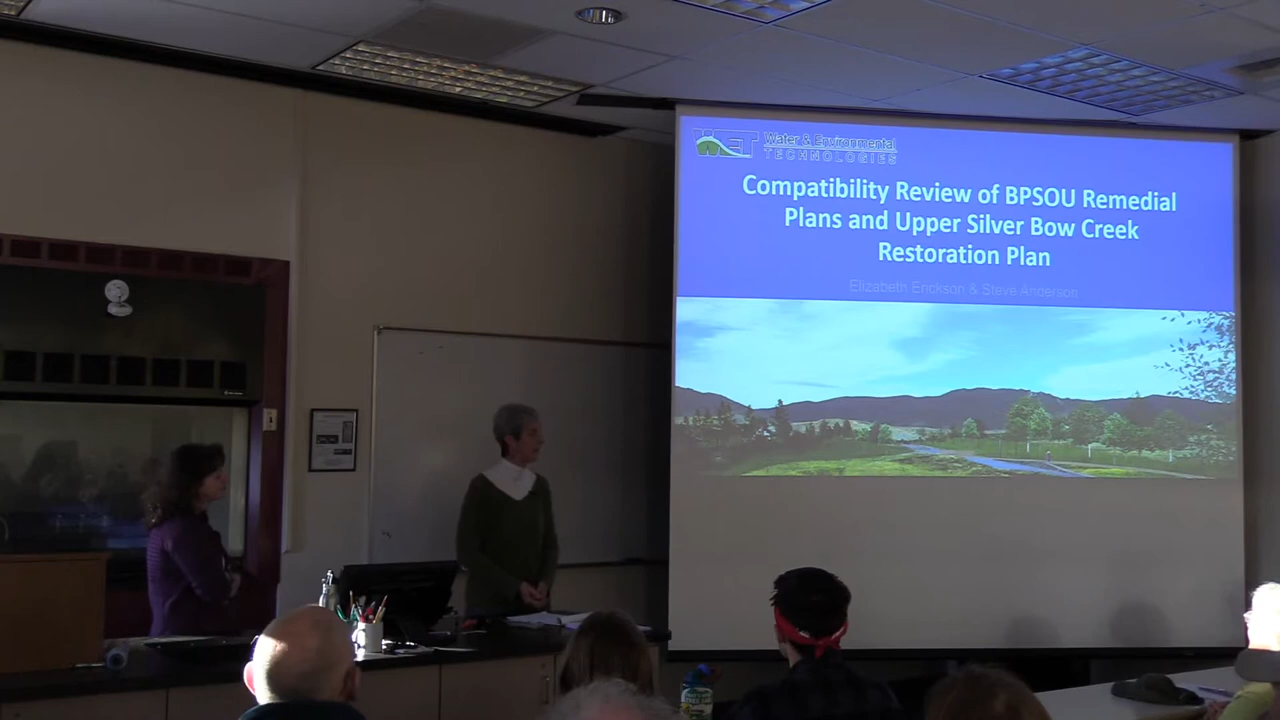 WET Water & Environmental
TECHNOLOGIES
Compatibility Review of BPSOU Remedial
Plans and Upper Silver Bow Creek
Restoration Plan
Elizabeth Erickson & Steve Anderson